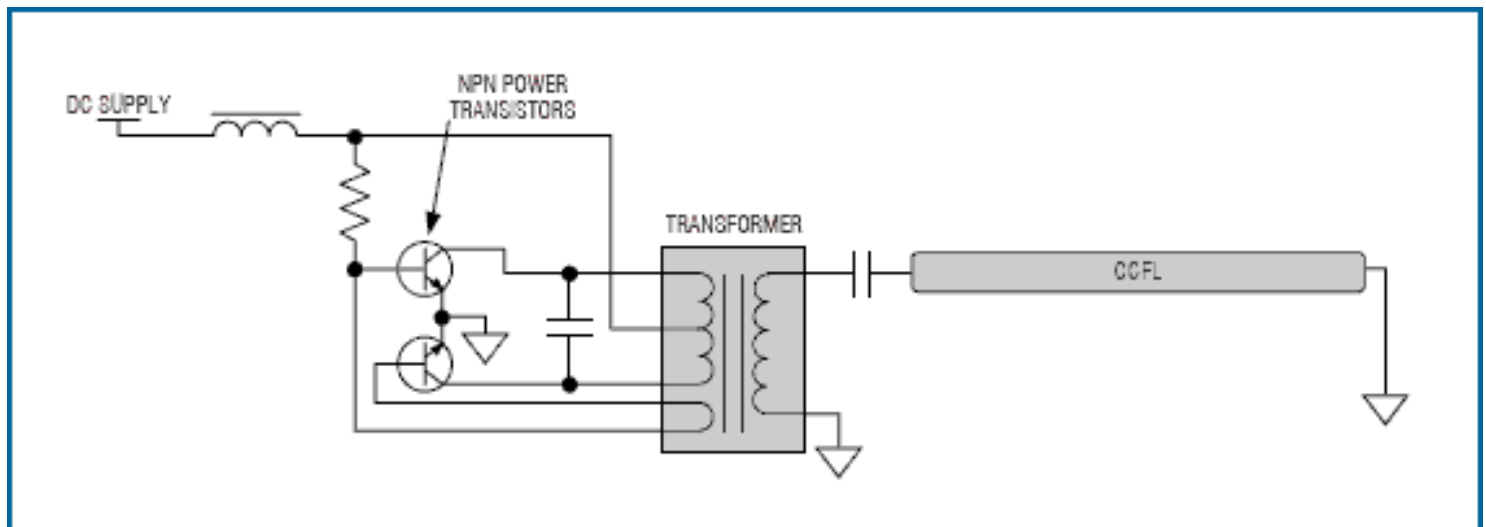 DC SUPPLY
NPN POWER
TRANSISTORS
TRANSFORMER
CCFL